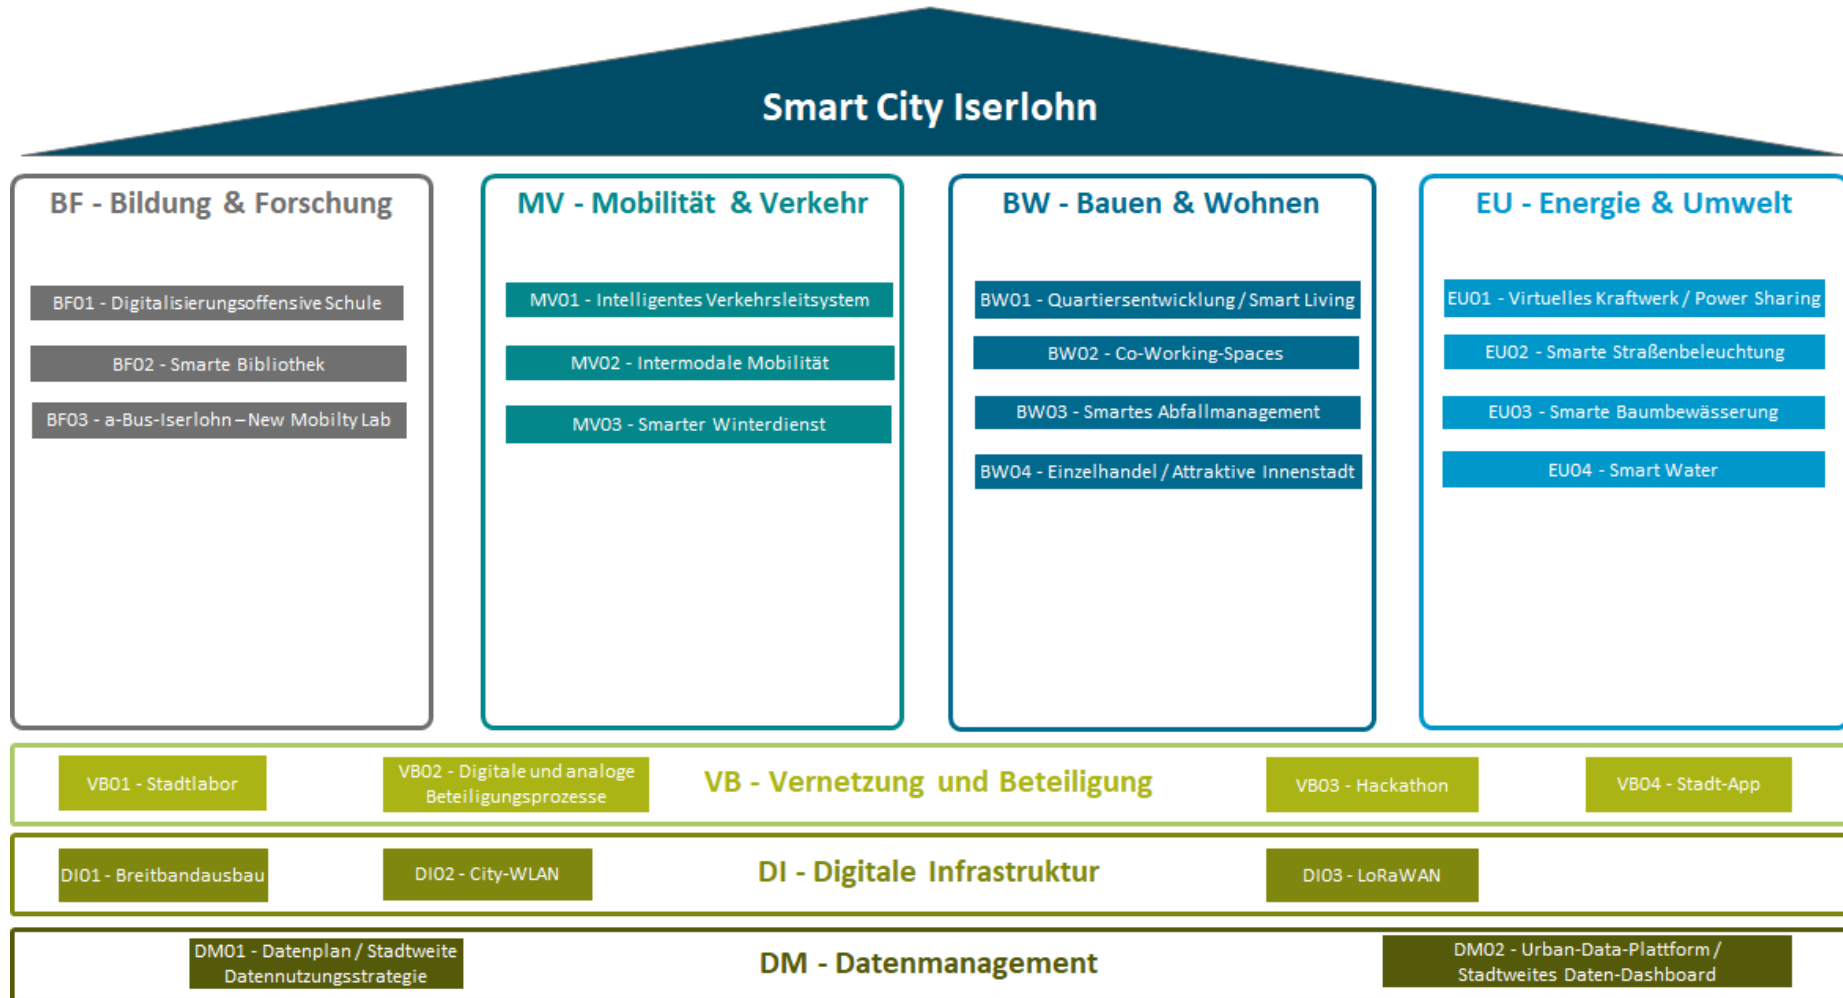 Smart City Iserlohn
BF - Bildung & Forschung
BF01 - Digitalisierungsoffensive Schule
BF02 - Smarte Bibliothek
BF03 - a-Bus-Iserlohn – New Mobilty Lab
MV - Mobilität & Verkehr
MV01 - Intelligentes Verkehrsleitsystem
MV02 - Intermodale Mobilität
MV03 - Smarter Winterdienst
BW - Bauen & Wohnen
BW01 - Quartiersentwicklung / Smart Living
BW02 - Co-Working-Spaces
BW03 - Smartes Abfallmanagement
BW04 - Einzelhandel / Attraktive Innenstadt
EU - Energie & Umwelt
EU01 - Virtuelles Kraftwerk / Power Sharing
EU02 - Smarte Straßenbeleuchtung
EU03 - Smarte Baumbewässerung
EU04 - Smart Water
VB01 - Stadtlabor
VB02 - Digitale und analoge
Beteiligungsprozesse
VB - Vernetzung und Beteiligung
VB03 - Hackathon
VB04 - Stadt-App
DI01 - Breitbandausbau
DI02 - City-WLAN
DI - Digitale Infrastruktur
DI03 - LoRaWAN
DM01 - Datenplan / Stadtweite
Datennutzungsstrategie
DM - Datenmanagement
DM02 - Urban-Data-Plattform /
Stadtweites Daten-Dashboard